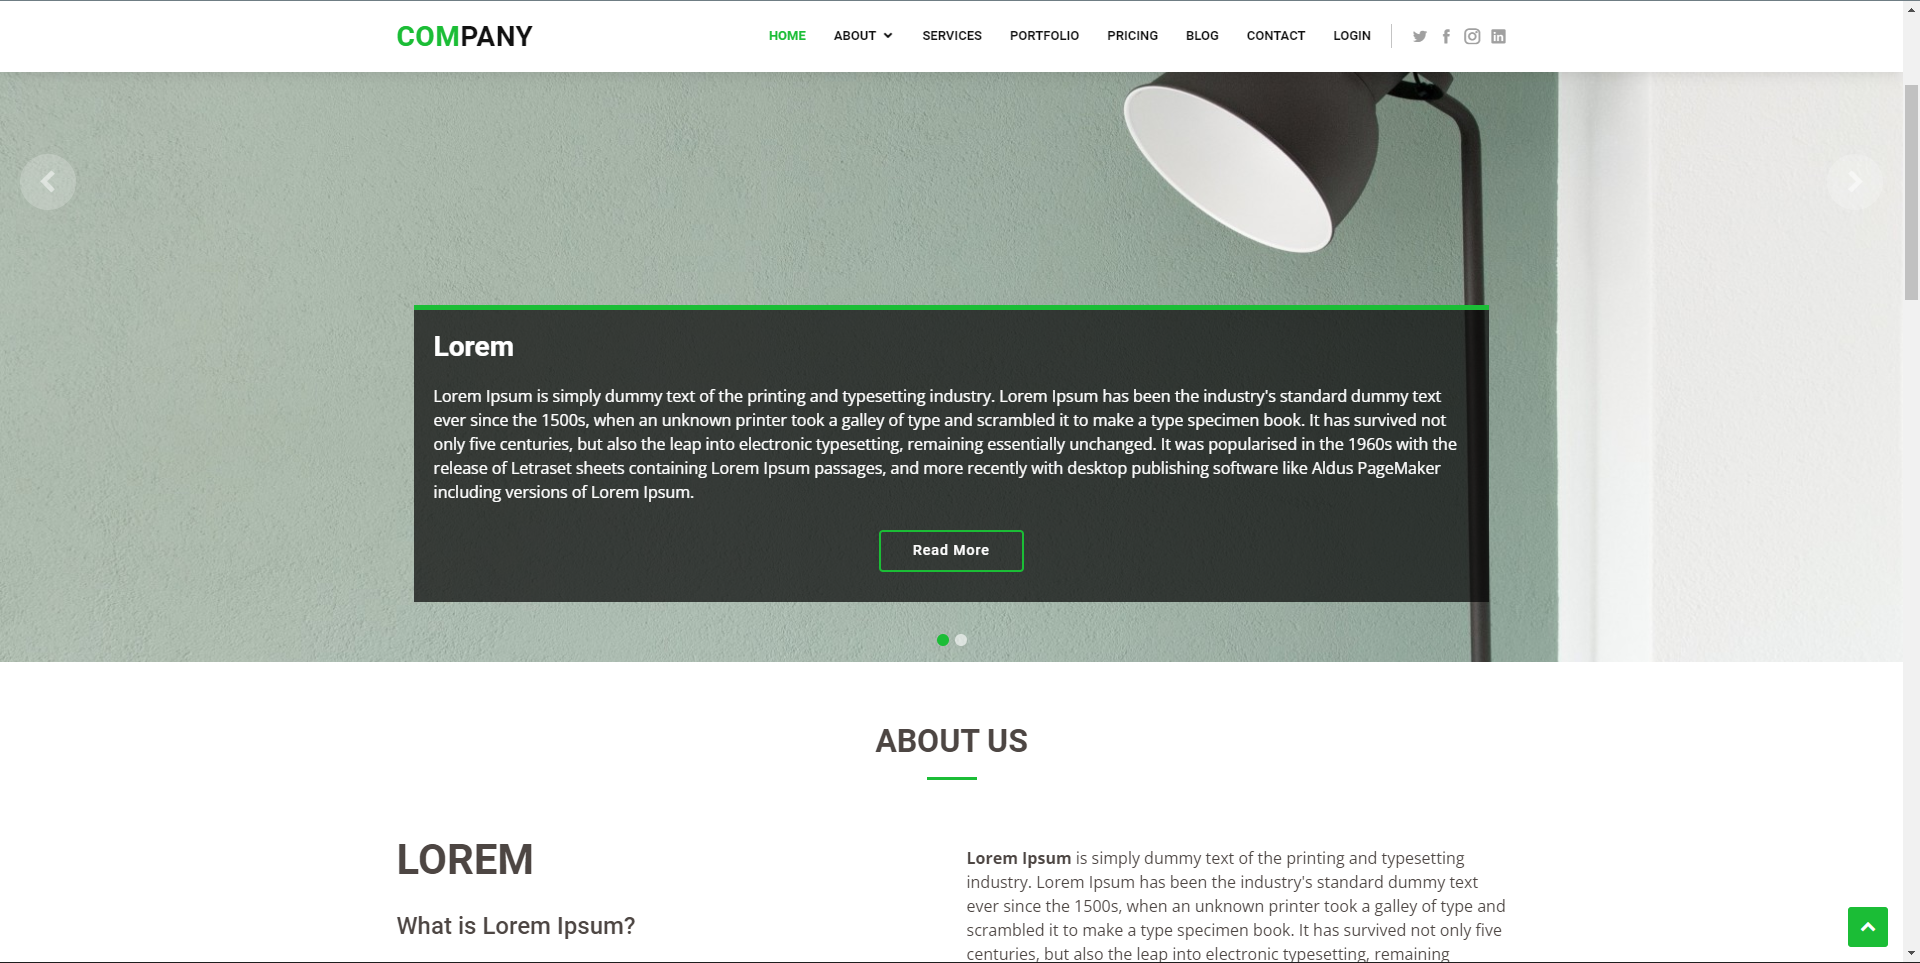 COMPANY
HOME ABOUT SERVICES PORTFOLIO PRICING BLOG CONTACT LOGIN
Lorem
Lorem Ipsum is simply dummy text of the printing and typesetting industry. Lorem Ipsum has been the industry's standard dummy text
ever since the 1500s, when an unknown printer took a galley of type and scrambled it to make a type specimen book. It has survived not
only five centuries, but also the leap into electronic typesetting, remaining essentially unchanged. It was popularised in the 1960s with the
release of Letraset sheets containing Lorem Ipsum passages, and more recently with desktop publishing software like Aldus PageMaker
including versions of Lorem Ipsum.
Read More
ABOUT US
LOREM
What is Lorem Ipsum?
Lorem Ipsum is simply dummy text of the printing and typesetting
industry. Lorem Ipsum has been the industry's standard dummy text
ever since the 1500s, when an unknown printer took a galley of type and
scrambled it to make a type specimen book. It has survived not only five
centuries, but also the leap into electronic typesetting, remaining